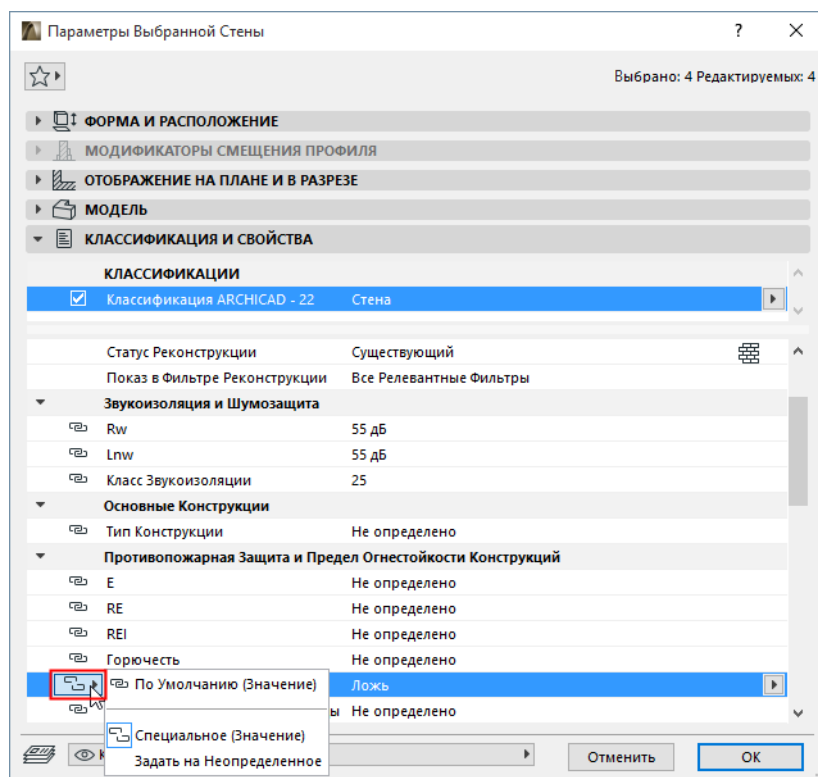 Параметры Выбранной Стены ?
Выбрано: 4 Редактируемых: 4
ФОРМА И РАСПОЛОЖЕНИЕ
МОДИФИКАТОРЫ СМЕЩЕНИЯ ПРОФИЛЯ
ОТОБРАЖЕНИЕ НА ПЛАНЕ И В РАЗРЕЗЕ
МОДЕЛЬ
КЛАССИФИКАЦИЯ И СВОЙСТВА
КЛАССИФИКАЦИИ
Классификация ARCHICAD - 22 Стена
Статус Реконструкции Существующий
Показ в Фильтре Реконструкции Все Релевантные Фильтры
Звукоизоляция и Шумозащита
Rw 55 дБ
Lnw 55 дБ
Класс Звукоизоляции 25
Основные Конструкции
Тип Конструкции Не определено
Противопожарная Защита и Предел Огнестойкости Конструкций
E Не определено
RE Не определено
REI Не определено
Горючесть Не определено
По Умолчанию (Значение) Ложь
ы Не определено
Специальное (Значение)
Задать на Неопределенное
Отменить OK